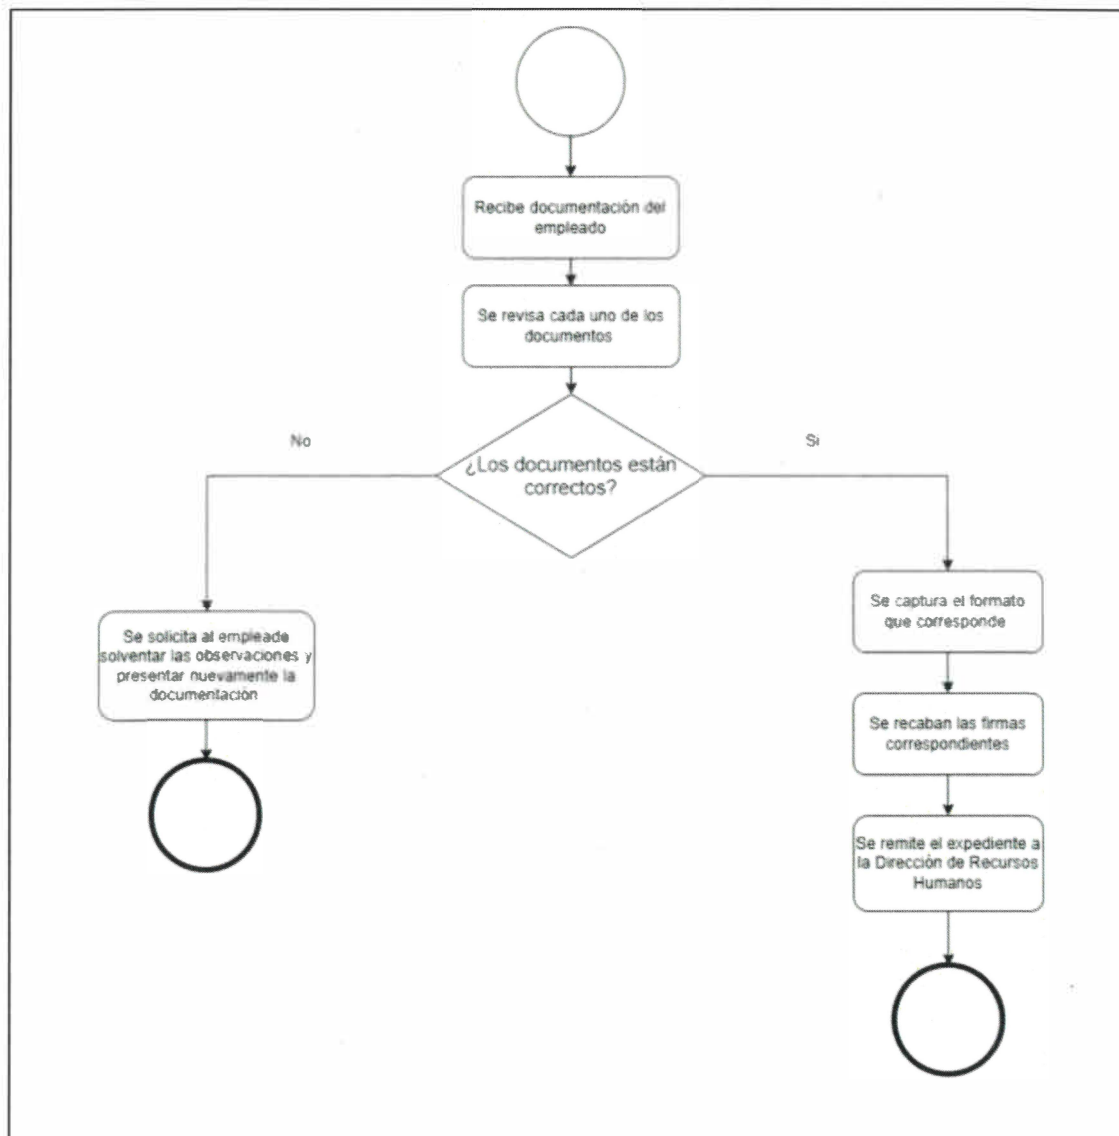 Recibe documentación del
empleado
Se revisa cada uno de los
documentos
¿Los documentos están
correctos?
No
Si
Se solicita al empleade
solventar las observaciones y
presentar nuevamente la
documentación
Se captura el formato
que corresponde
Se recaban las firmas
correspondientes
Se remite el expediente a
la Dirección de Recursos
Humanos